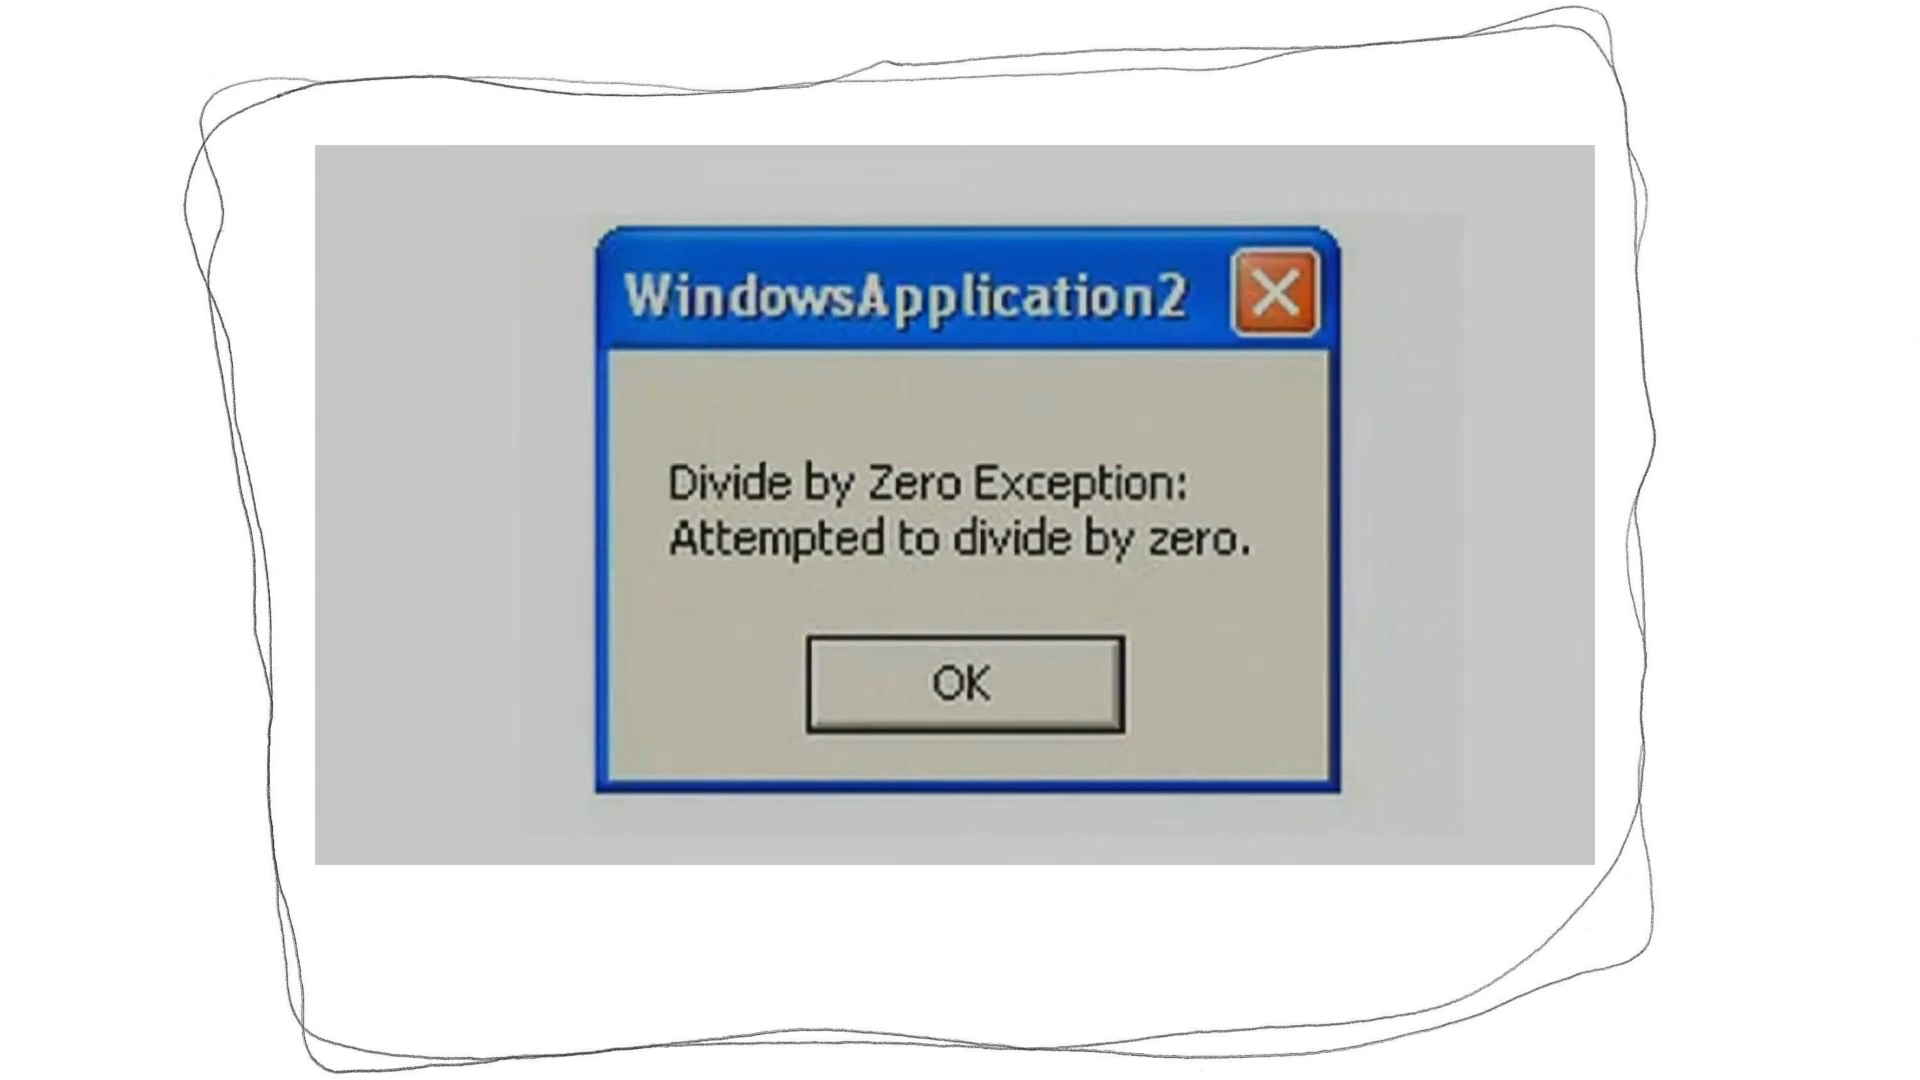 WindowsApplication2
Divide by Zero Exception:
Attempted to divide by zero.
OK